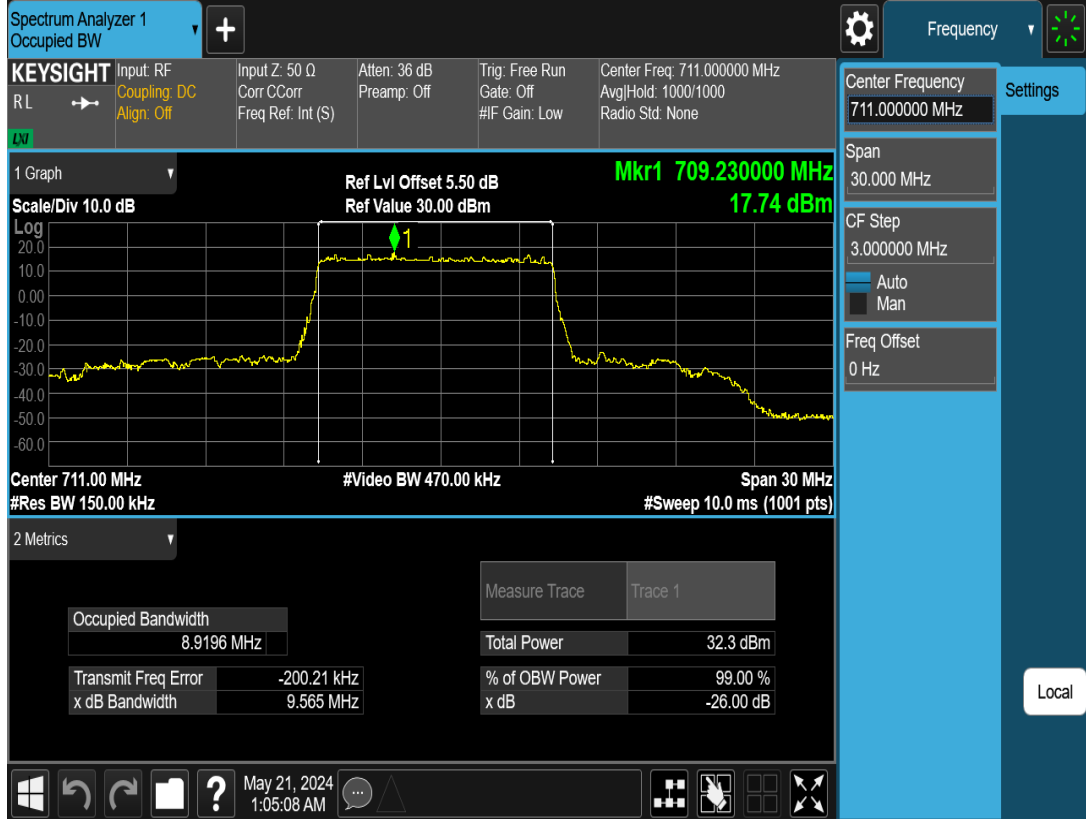 Spectrum Analyzer 1
Occupied BW
+
Frequency
KEYSIGHT
R L
LXI
Input: RF
Coupling: DC
Align: Off
Input Z: 50 Ω
Corr CCorr
Freq Ref: Int (S)
Atten: 36 dB
Preamp: Off
Trig: Free Run
Gate: Off
#IF Gain: Low
Center Freq: 711.000000 MHz
Avg|Hold: 1000/1000
Radio Std: None
Center Frequency
711.000000 MHz
Settings
Span
30.000 MHz
CF Step
3.000000 MHz
Auto
Man
Freq Offset
0 Hz
Local
1 Graph
Scale/Div 10.0 dB
Ref Lvl Offset 5.50 dB
Ref Value 30.00 dBm
Mkr1 709.230000 MHz
17.74 dBm
Log
1
20.0
10.0
0.00
-10.0
-20.0
-30.0
-40.0
-50.0
-60.0
Center 711.00 MHz
#Video BW 470.00 kHz
Span 30 MHz
#Res BW 150.00 kHz
#Sweep 10.0 ms (1001 pts)
2 Metrics
Measure Trace
Trace 1
Occupied Bandwidth
8.9196 MHz
Total Power
32.3 dBm
Transmit Freq Error
-200.21 kHz
% of OBW Power
99.00 %
x dB Bandwidth
9.565 MHz
x dB
-26.00 dB
?
May 21, 2024
1:05:08 AM